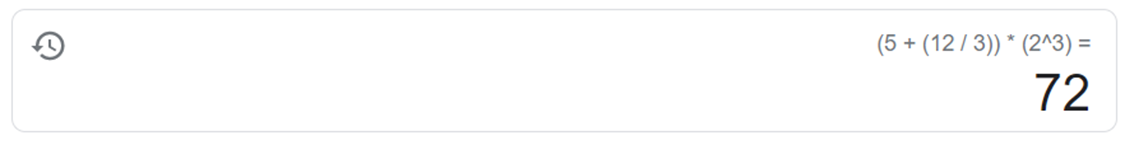 (5 + (12 / 3)) * (2^3) =
72